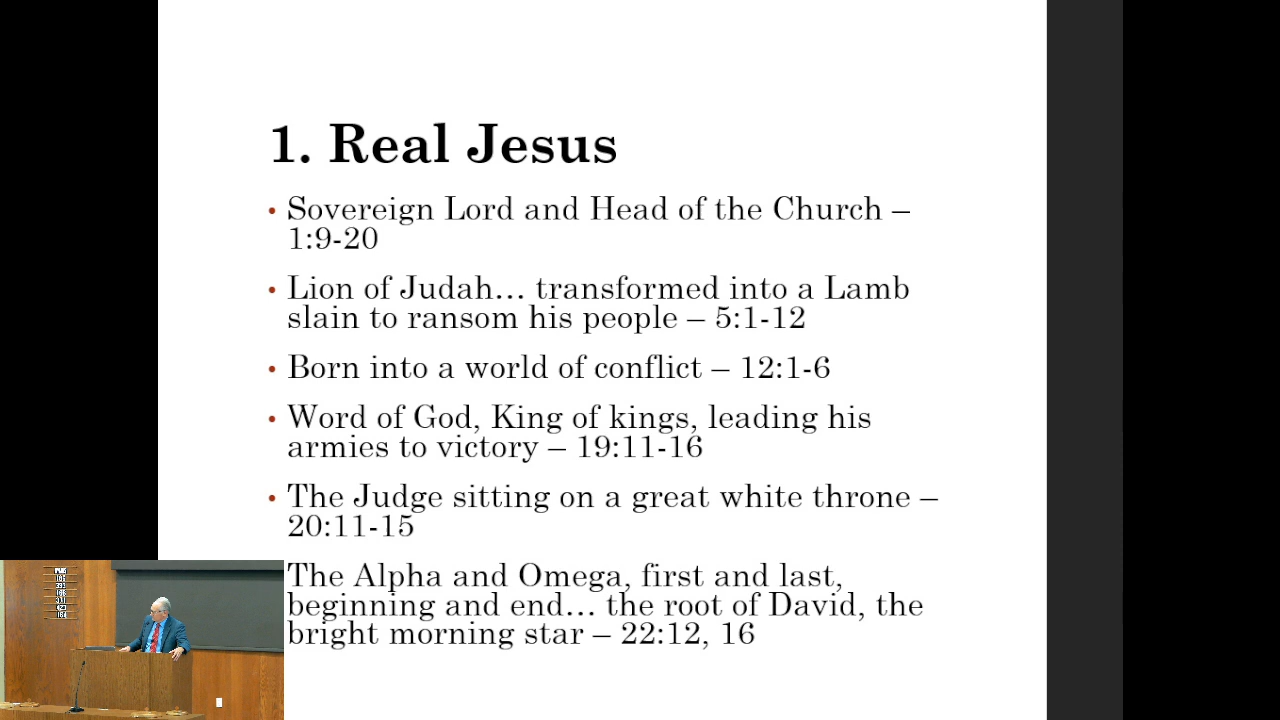 1. Real Jesus
• Sovereign Lord and Head of the Church –
1:9-20
• Lion of Judah… transformed into a Lamb
slain to ransom his people – 5:1-12
• Born into a world of conflict – 12:1-6
• Word of God, King of kings, leading his
armies to victory – 19:11-16
• The Judge sitting on a great white throne –
20:11-15
The Alpha and Omega, first and last,
beginning and end… the root of David, the
bright morning star – 22:12, 16